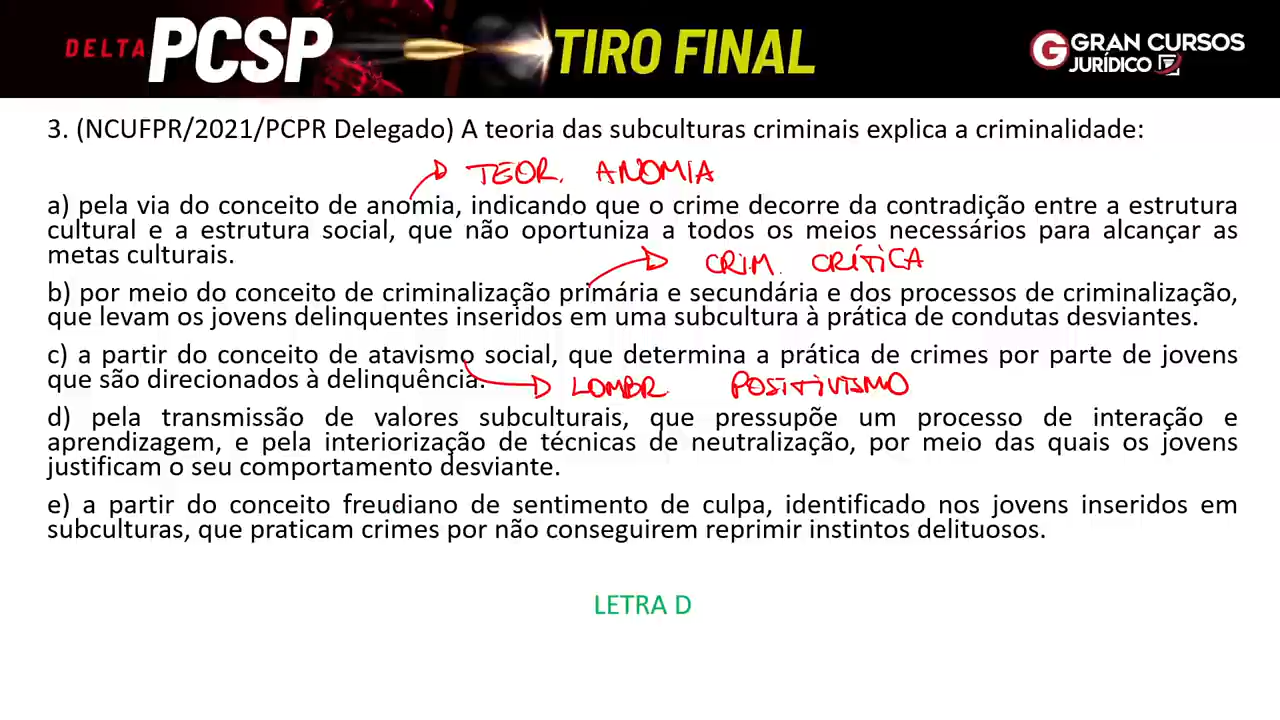 DELTA PCSP TIRO FINAL GRAN CURSOS
JURÍDICO
3. (NCUFPR/2021/PCPR Delegado) A teoria das subculturas criminais explica a criminalidade:
TEOR. ANOMIA
a) pela via do conceito de anomia, indicando que o crime decorre da contradição entre a estrutura
cultural e a estrutura social, que não oportuniza a todos os meios necessários para alcançar as
metas culturais.
CRIM. CRÍTICA
b) por meio do conceito de criminalização primária e secundária e dos processos de criminalização,
que levam os jovens delinquentes inseridos em uma subcultura à prática de condutas desviantes.
c) a partir do conceito de atavismo social, que determina a prática de crimes por parte de jovens
que são direcionados à delinquência.
LOMBR. POSITIVISMO
d) pela transmissão de valores subculturais, que pressupõe um processo de interação e
aprendizagem, e pela interiorização de técnicas de neutralização, por meio das quais os jovens
justificam o seu comportamento desviante.
e) a partir do conceito freudiano de sentimento de culpa, identificado nos jovens inseridos em
subculturas, que praticam crimes por não conseguirem reprimir instintos delituosos.
LETRA D